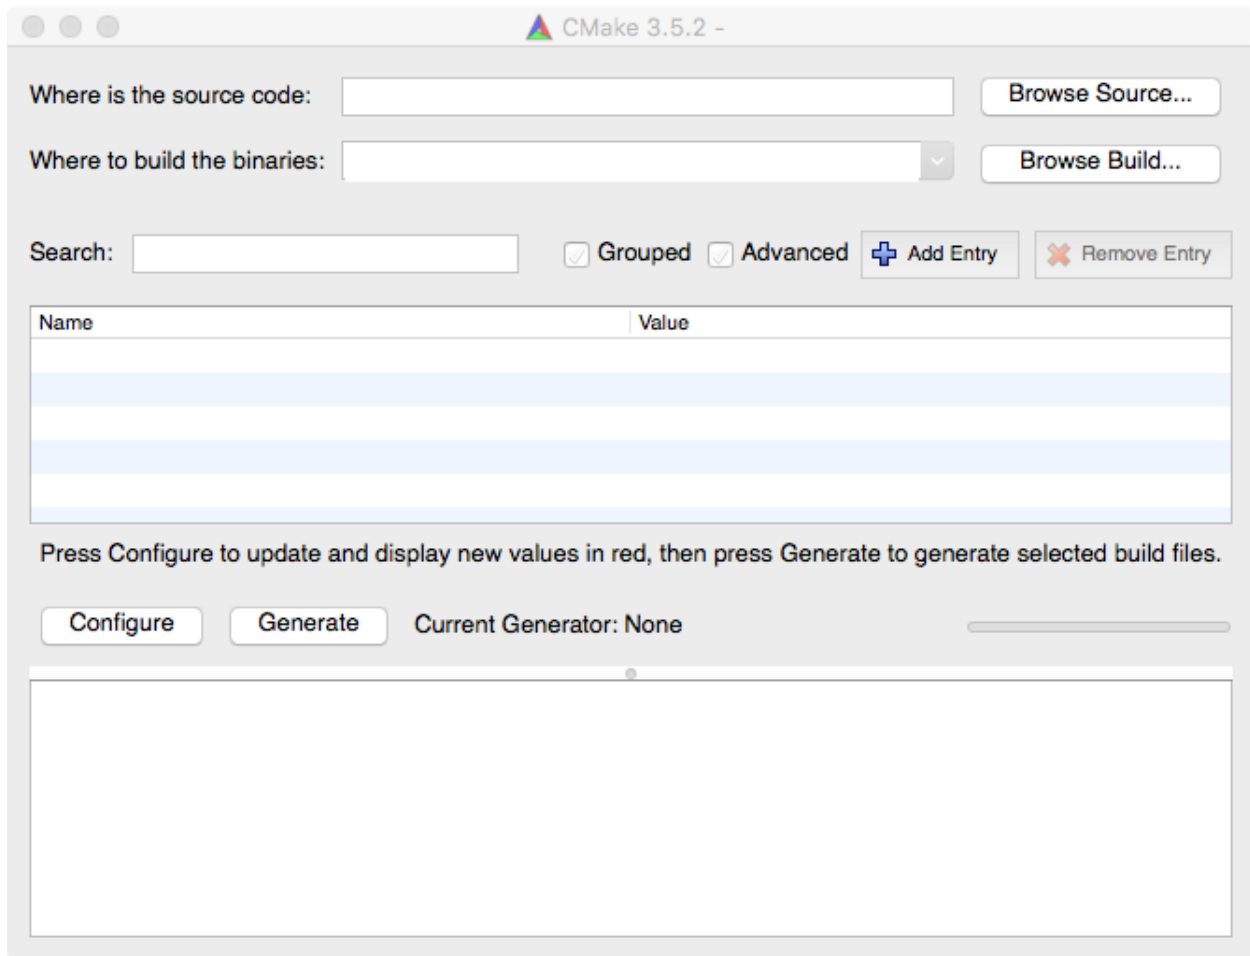 CMake 3.5.2 -
Where is the source code: Browse Source...
Where to build the binaries: Browse Build...
Search: Grouped Advanced Add Entry Remove Entry
Name Value
Press Configure to update and display new values in red, then press Generate to generate selected build files.
Configure Generate Current Generator: None